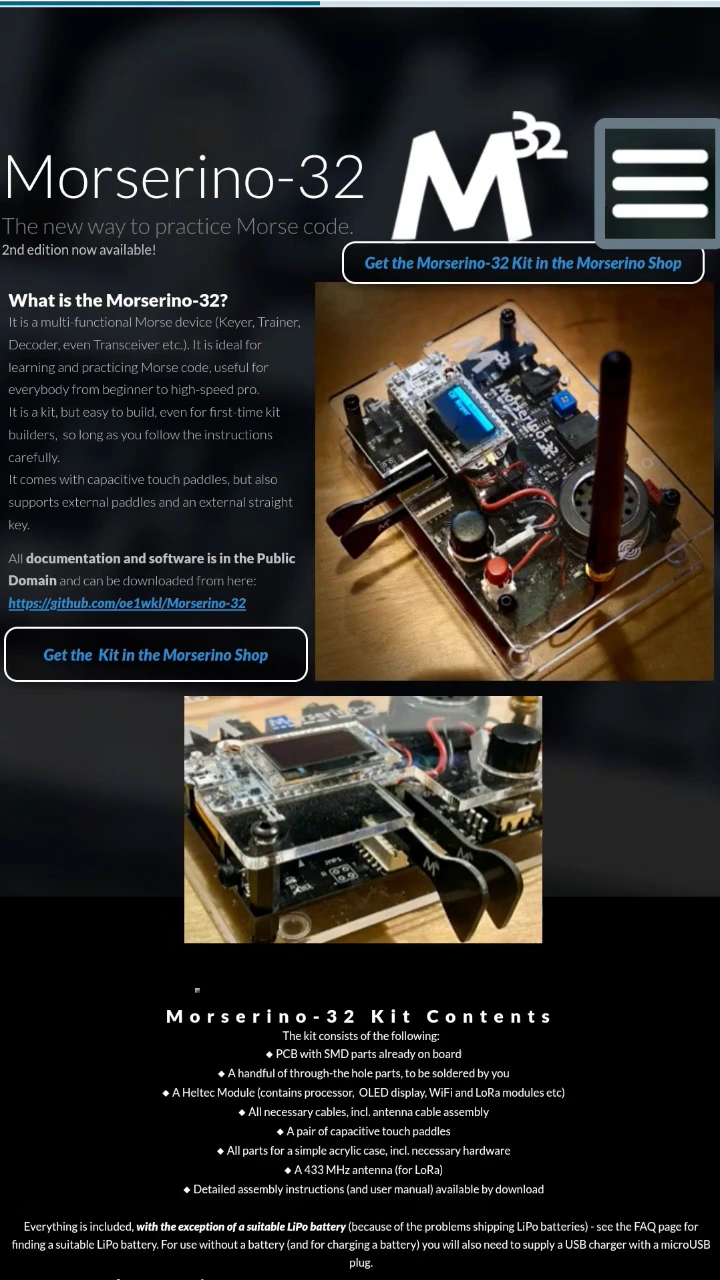 Morserino-32
M32
The new way to practice Morse code.
2nd edition now available!
Get the Morserino-32 Kit in the Morserino Shop
What is the Morserino-32?
It is a multi-functional Morse device (Keyer, Trainer,
Decoder, even Transceiver etc.). It is ideal for
learning and practicing Morse code, useful for
everybody from beginner to high-speed pro.
It is a kit, but easy to build, even for first-time kit
builders, so long as you follow the instructions
carefully.
It comes with capacitive touch paddles, but also
supports external paddles and an external straight
key.
All documentation and software is in the Public
Domain and can be downloaded from here:
https://github.com/oe1wkl/Morserino-32
Get the Kit in the Morserino Shop
Morserino-32
Morserino-32 Kit Contents
The kit consists of the following:
◆ PCB with SMD parts already on board
◆ A handful of through-the hole parts, to be soldered by you
◆ A Heltec Module (contains processor, OLED display, WiFi and LoRa modules etc)
◆ All necessary cables, incl. antenna cable assembly
◆ A pair of capacitive touch paddles
◆ All parts for a simple acrylic case, incl. necessary hardware
◆ A 433 MHz antenna (for LoRa)
◆ Detailed assembly instructions (and user manual) available by download
Everything is included, with the exception of a suitable LiPo battery (because of the problems shipping LiPo batteries) - see the FAQ page for
finding a suitable LiPo battery. For use without a battery (and for charging a battery) you will also need to supply a USB charger with a microUSB
plug.